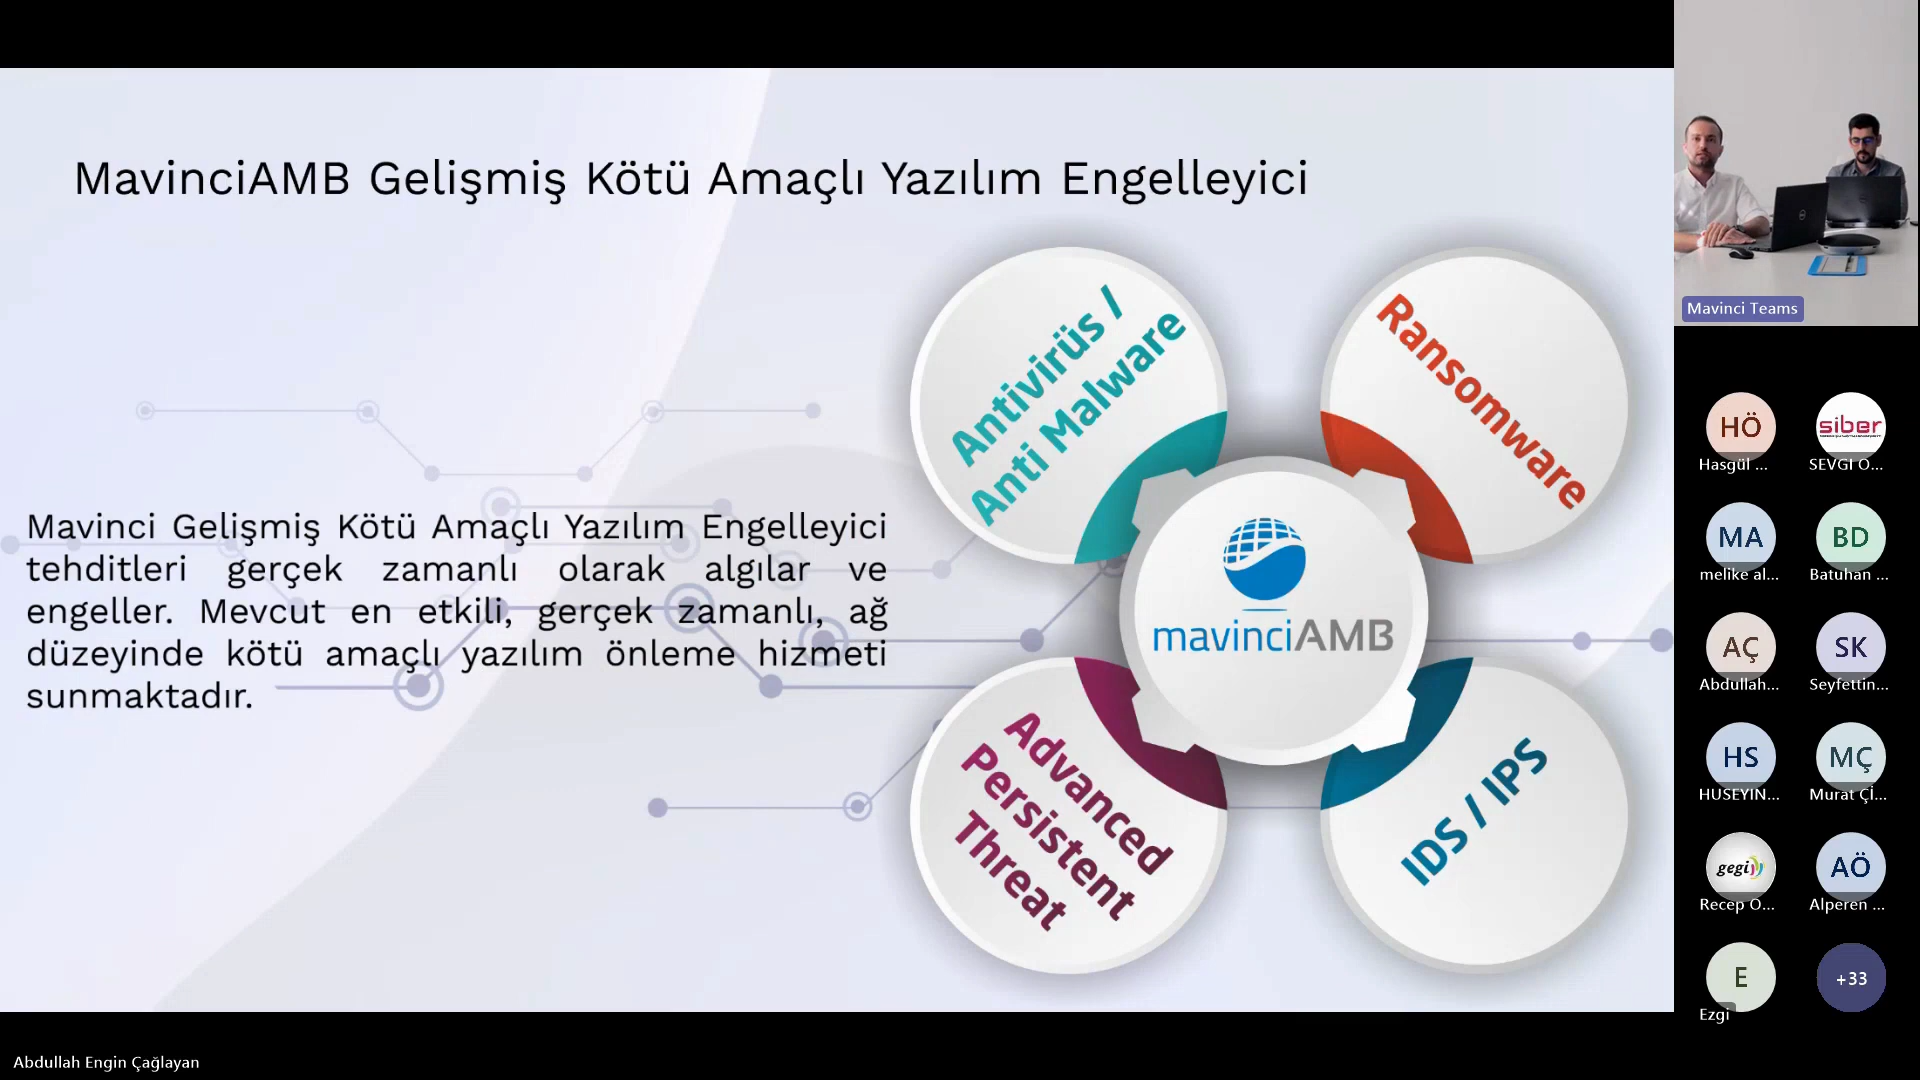 MavinciAMB Gelişmiş Kötü Amaçlı Yazılım Engelleyici
Mavinci Gelişmiş Kötü Amaçlı Yazılım Engelleyici
tehditleri gerçek zamanlı olarak algılar ve
engeller. Mevcut en etkili, gerçek zamanlı, ağ
düzeyinde kötü amaçlı yazılım önleme hizmeti
sunmaktadır.
Antivirüs /
Anti Malware
Ransomware
mavinciAMB
Advanced
Persistent
Threat
IDS / IPS
Mavinci Teams
HÖ
Hasgül ...
siber
SEVGI O...
MA
melike al...
BD
Batuhan ...
AÇ
Abdullah...
SK
Seyfettin...
HS
HUSEYIN...
MÇ
Murat Çİ...
gegi
Recep O...
AÖ
Alperen ...
E
Ezgi
+33
Abdullah Engin Çağlayan